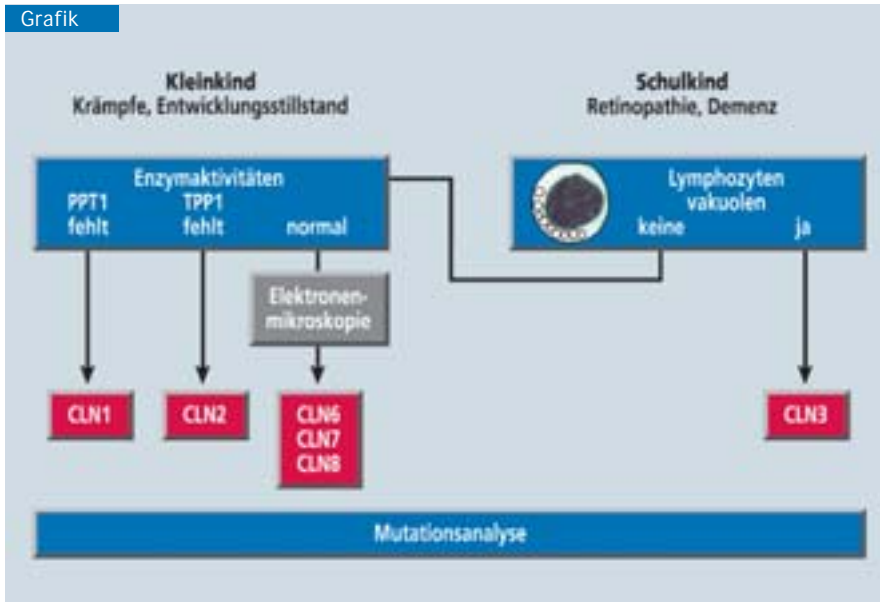 Grafik
Kleinkind
Krämpfe, Entwicklungsstillstand
Schulkind
Retinopathie, Demenz
Enzymaktivitäten
PPT1 TPP1
fehlt fehlt normal
Lymphozyten
vakuolen
keine ja
Elektronen-
mikroskopie
CLN1
CLN2
CLN6
CLN7
CLN8
CLN3
Mutationsanalyse